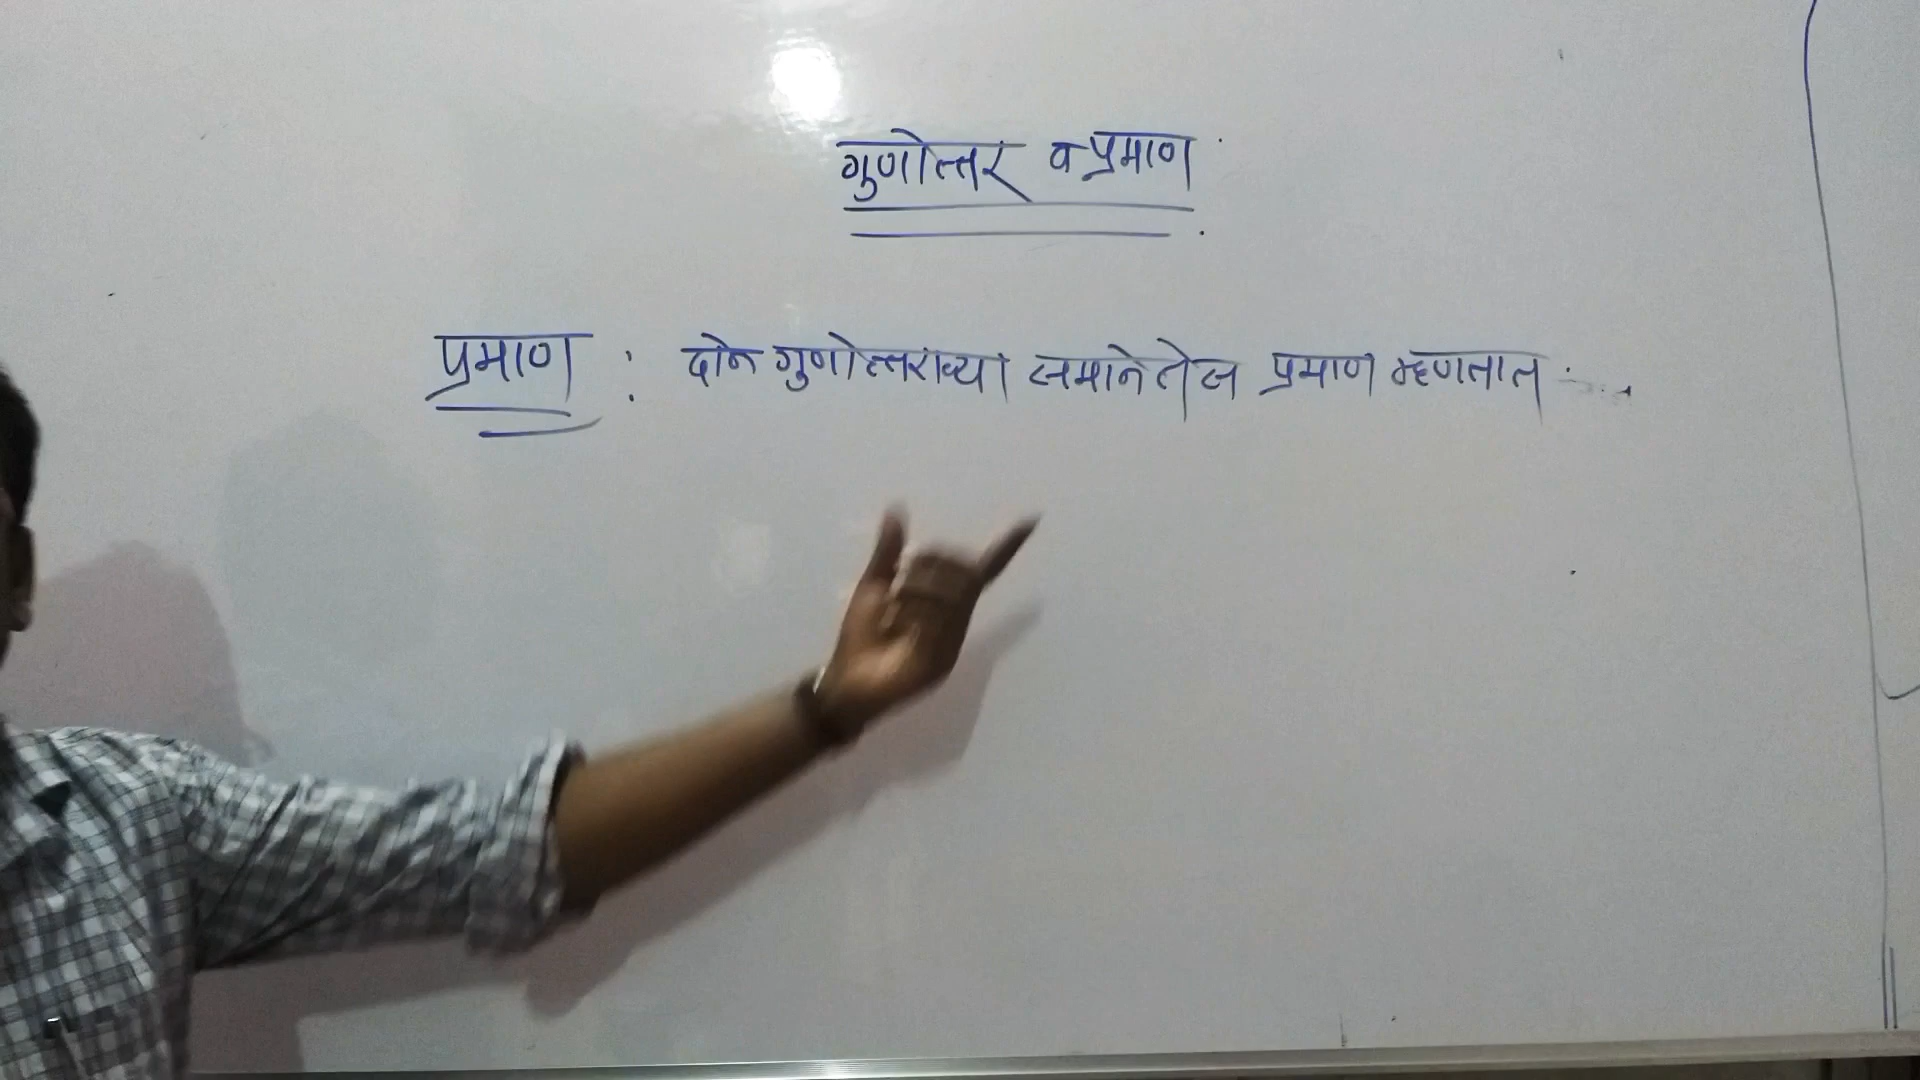 गुणोत्तर व प्रमाण
प्रमाण : दोन गुणोत्तराच्या समानतेस प्रमाण म्हणतात.